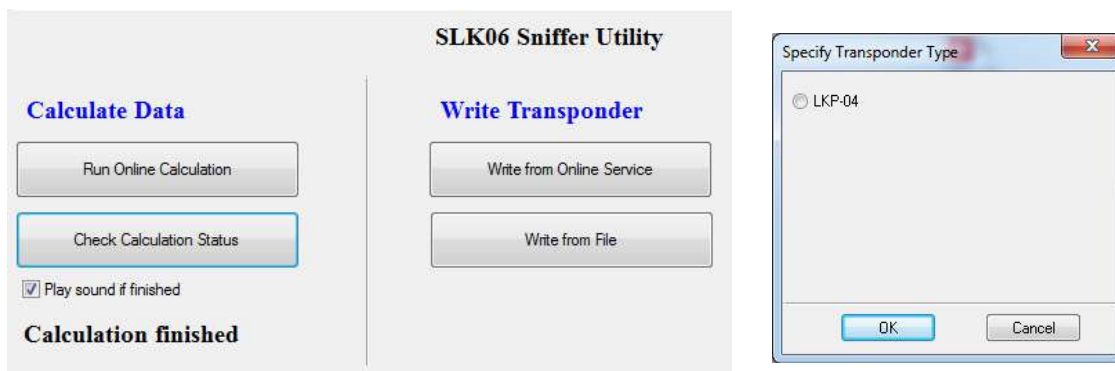 SLK06 Sniffer Utility
Calculate Data
Write Transponder
Run Online Calculation
Write from Online Service
Check Calculation Status
Write from File
Play sound if finished
Calculation finished
Specify Transponder Type
LKP-04
OK
Cancel